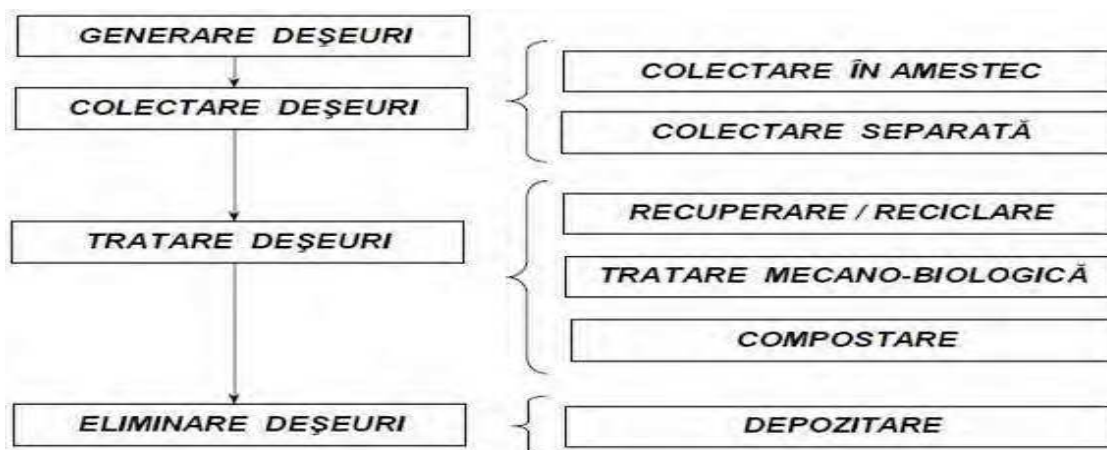 GENERARE DEŞEURI
COLECTARE DEŞEURI
COLECTARE ÎN AMESTEC
COLECTARE SEPARATĂ
TRATARE DEŞEURI
RECUPERARE / RECICLARE
TRATARE MECANO-BIOLOGICĂ
COMPOSTARE
ELIMINARE DEŞEURI
DEPOZITARE